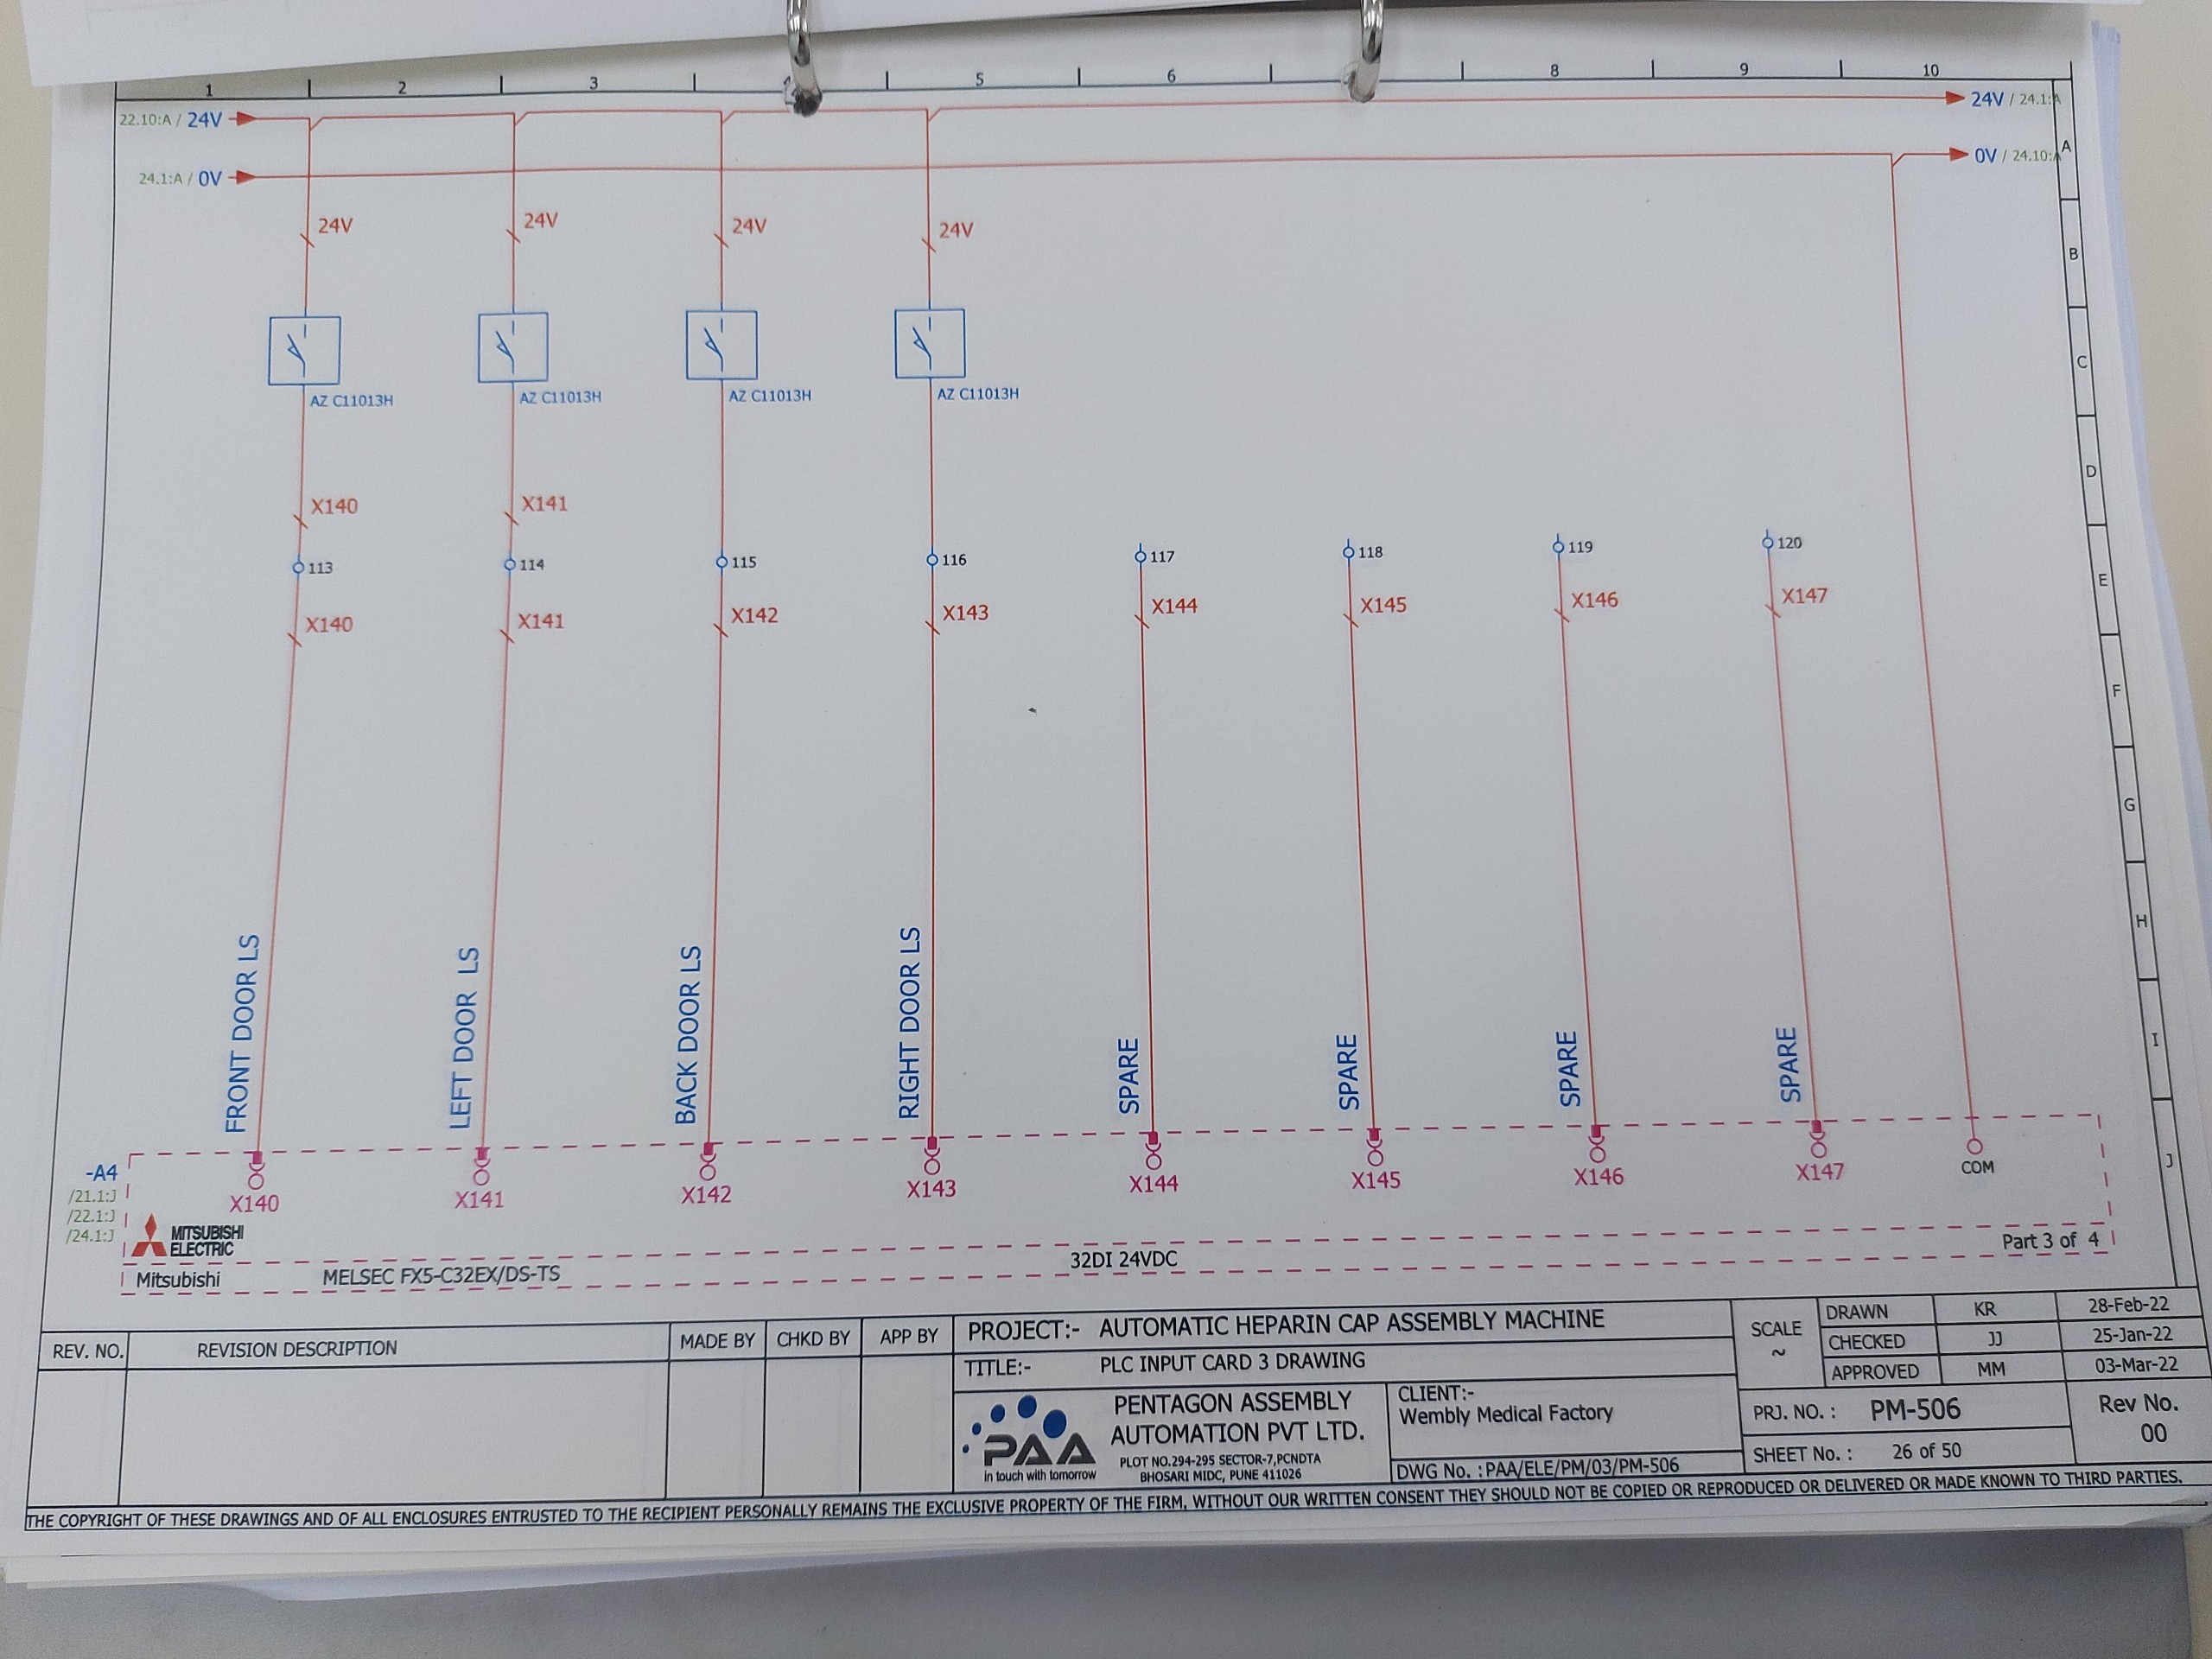 1 2 3 5 6 8 9 10
22.10:A / 24V
24V / 24.1:A
24.1:A / 0V
0V / 24.10:A
A
24V 24V 24V 24V
B
C
AZ C11013H AZ C11013H AZ C11013H AZ C11013H
D
X140 X141
113 114 115 116 117 118 119 120
E
X140 X141 X142 X143 X144 X145 X146 X147
F
G
H
FRONT DOOR LS
LEFT DOOR LS
BACK DOOR LS
RIGHT DOOR LS
SPARE
SPARE
SPARE
SPARE
I
J
-A4
/21.1:J
/22.1:J
/24.1:J
X140 X141 X142 X143 X144 X145 X146 X147 COM
MITSUBISHI
ELECTRIC
Part 3 of 4
Mitsubishi MELSEC FX5-C32EX/DS-TS 32DI 24VDC
REV. NO. REVISION DESCRIPTION MADE BY CHKD BY APP BY
PROJECT:- AUTOMATIC HEPARIN CAP ASSEMBLY MACHINE
TITLE:- PLC INPUT CARD 3 DRAWING
PAA
in touch with tomorrow
PENTAGON ASSEMBLY
AUTOMATION PVT LTD.
PLOT NO.294-295 SECTOR-7,PCNDTA
BHOSARI MIDC, PUNE 411026
CLIENT:-
Wembly Medical Factory
DWG No. :PAA/ELE/PM/03/PM-506
SCALE
~
DRAWN KR 28-Feb-22
CHECKED JJ 25-Jan-22
APPROVED MM 03-Mar-22
PRJ. NO. : PM-506
SHEET No. : 26 of 50
Rev No.
00
THE COPYRIGHT OF THESE DRAWINGS AND OF ALL ENCLOSURES ENTRUSTED TO THE RECIPIENT PERSONALLY REMAINS THE EXCLUSIVE PROPERTY OF THE FIRM, WITHOUT OUR WRITTEN CONSENT THEY SHOULD NOT BE COPIED OR REPRODUCED OR DELIVERED OR MADE KNOWN TO THIRD PARTIES.